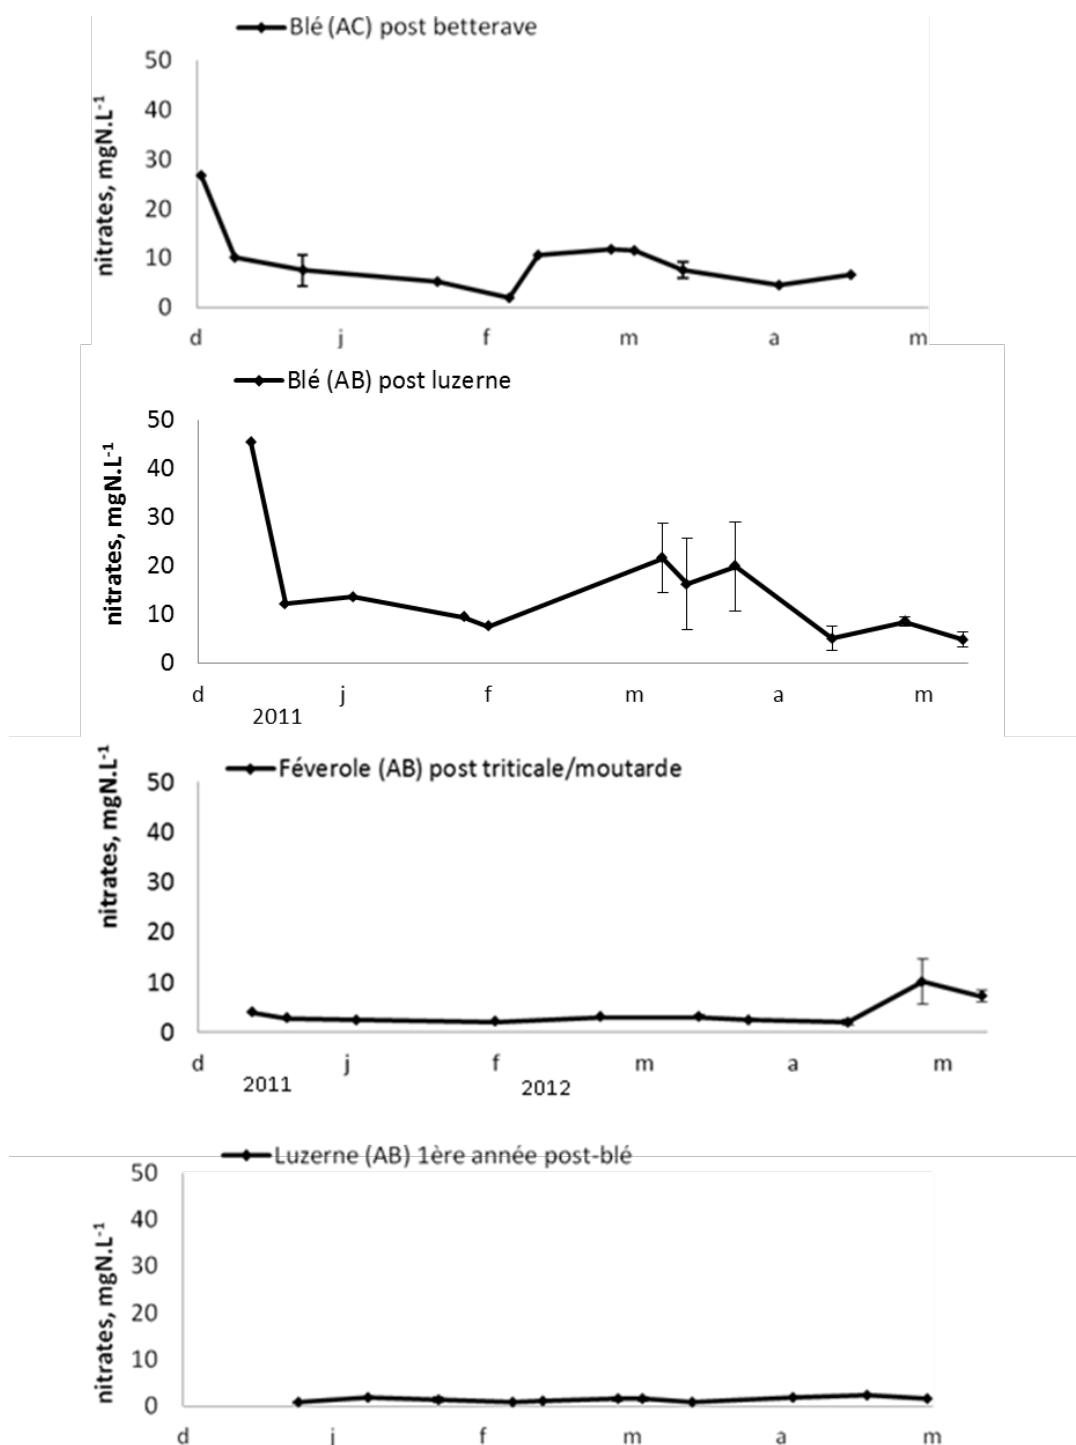 Blé (AC) post betterave
nitrates, mgN.L-1
50
40
30
20
10
0
d j f m a m
Blé (AB) post luzerne
nitrates, mgN.L-1
50
40
30
20
10
0
d j f m a m
2011
Féverole (AB) post triticale/moutarde
nitrates, mgN.L-1
50
40
30
20
10
0
d j f m a m
2011 2012
Luzerne (AB) 1ère année post-blé
nitrates, mgN.L-1
50
40
30
20
10
0
d j f m a m